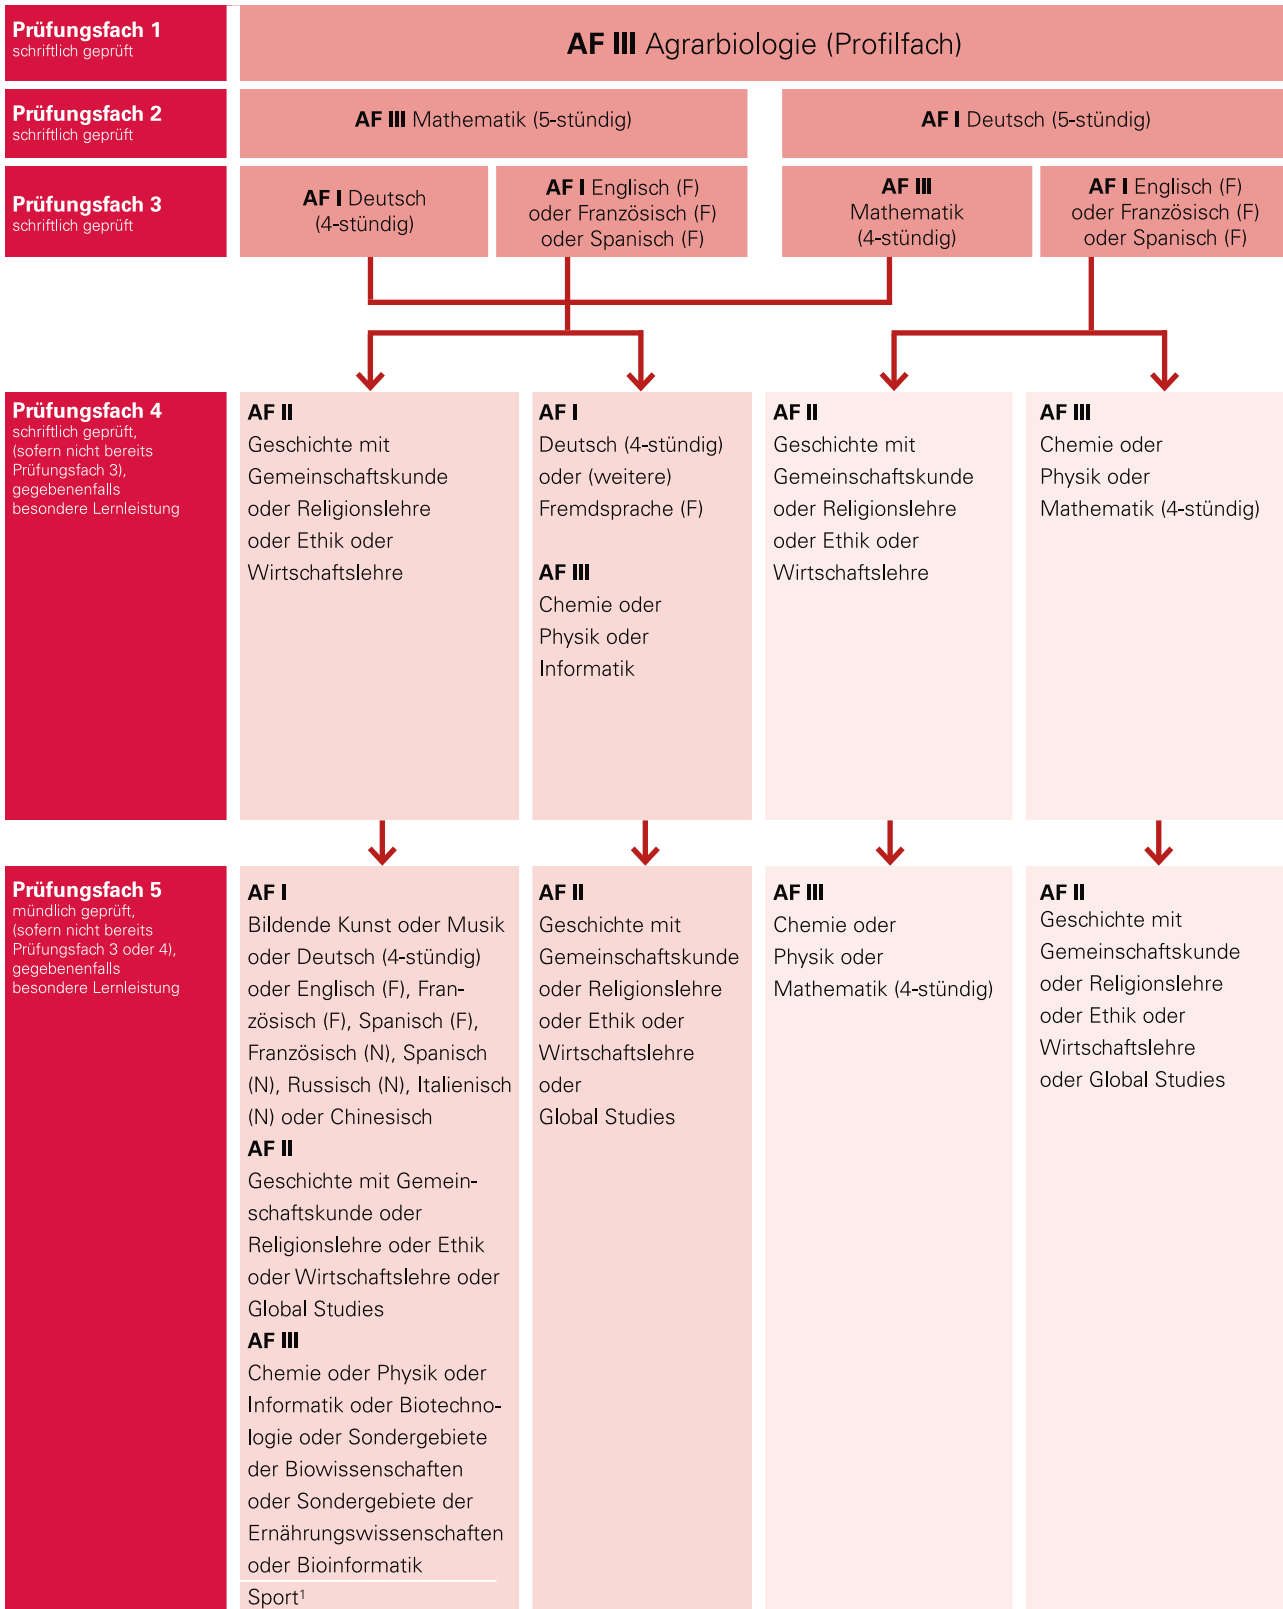 Prüfungsfach 1
schriftlich geprüft
AF III Agrarbiologie (Profilfach)
Prüfungsfach 2
schriftlich geprüft
AF III Mathematik (5-stündig)
AF I Deutsch (5-stündig)
Prüfungsfach 3
schriftlich geprüft
AF I Deutsch
(4-stündig)
AF I Englisch (F)
oder Französisch (F)
oder Spanisch (F)
AF III
Mathematik
(4-stündig)
AF I Englisch (F)
oder Französisch (F)
oder Spanisch (F)
Prüfungsfach 4
schriftlich geprüft,
(sofern nicht bereits
Prüfungsfach 3),
gegebenenfalls
besondere Lernleistung
AF II
Geschichte mit
Gemeinschaftskunde
oder Religionslehre
oder Ethik oder
Wirtschaftslehre
AF I
Deutsch (4-stündig)
oder (weitere)
Fremdsprache (F)
AF III
Chemie oder
Physik oder
Informatik
AF II
Geschichte mit
Gemeinschaftskunde
oder Religionslehre
oder Ethik oder
Wirtschaftslehre
AF III
Chemie oder
Physik oder
Mathematik (4-stündig)
Prüfungsfach 5
mündlich geprüft,
(sofern nicht bereits
Prüfungsfach 3 oder 4),
gegebenenfalls
besondere Lernleistung
AF I
Bildende Kunst oder Musik
oder Deutsch (4-stündig)
oder Englisch (F), Fran-
zösisch (F), Spanisch (F),
Französisch (N), Spanisch
(N), Russisch (N), Italienisch
(N) oder Chinesisch
AF II
Geschichte mit Gemein-
schaftskunde oder
Religionslehre oder Ethik
oder Wirtschaftslehre oder
Global Studies
AF III
Chemie oder Physik oder
Informatik oder Biotechno-
logie oder Sondergebiete
der Biowissenschaften
oder Sondergebiete der
Ernährungswissenschaften
oder Bioinformatik
Sport¹
AF II
Geschichte mit
Gemeinschaftskunde
oder Religionslehre
oder Ethik oder
Wirtschaftslehre
oder
Global Studies
AF III
Chemie oder
Physik oder
Mathematik (4-stündig)
AF II
Geschichte mit
Gemeinschaftskunde
oder Religionslehre
oder Ethik oder
Wirtschaftslehre
oder Global Studies